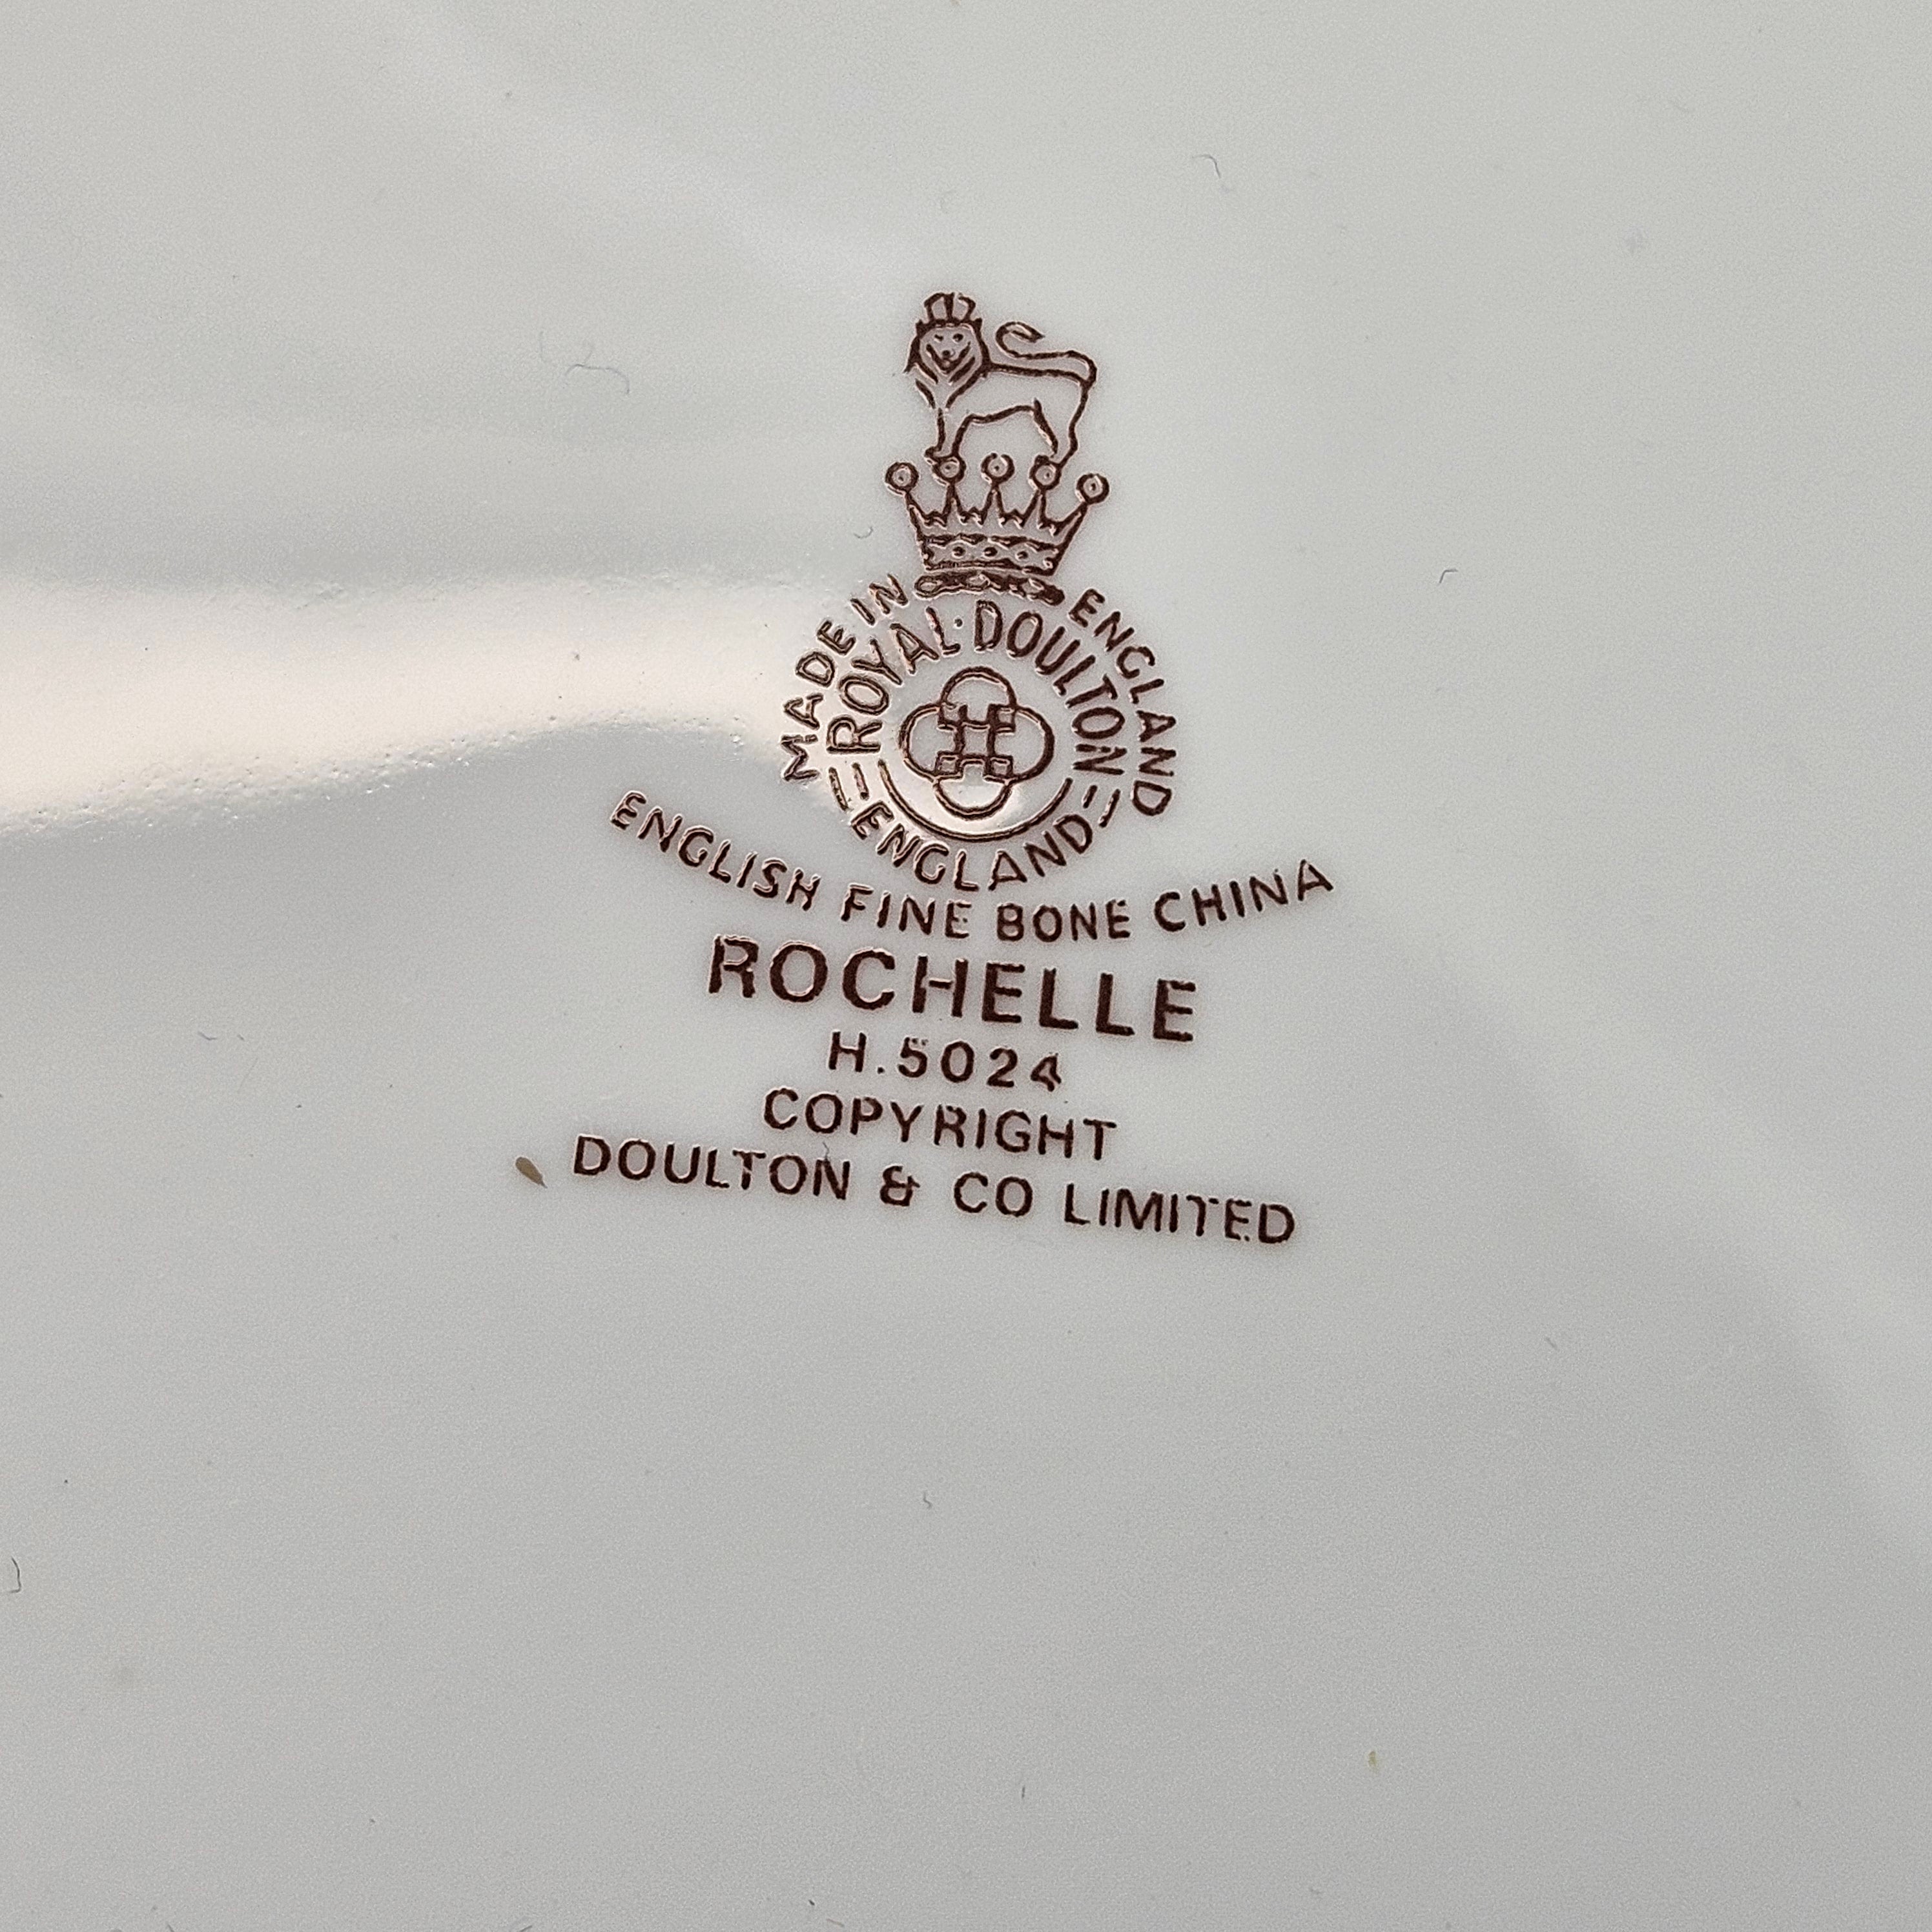 MADE IN ENGLAND
ROYAL·DOULTON
ENGLAND
ENGLISH FINE BONE CHINA
ROCHELLE
H.5024
COPYRIGHT
DOULTON & CO LIMITED